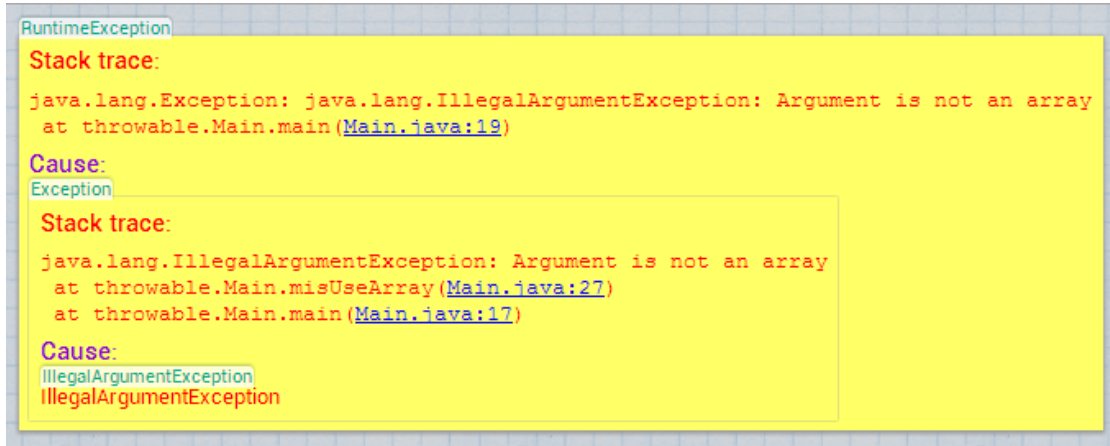 RuntimeException
Stack trace:
java.lang.Exception: java.lang.IllegalArgumentException: Argument is not an array
at throwable.Main.main(Main.java:19)
Cause:
Exception
Stack trace:
java.lang.IllegalArgumentException: Argument is not an array
at throwable.Main.misUseArray(Main.java:27)
at throwable.Main.main(Main.java:17)
Cause:
IllegalArgumentException
IllegalArgumentException